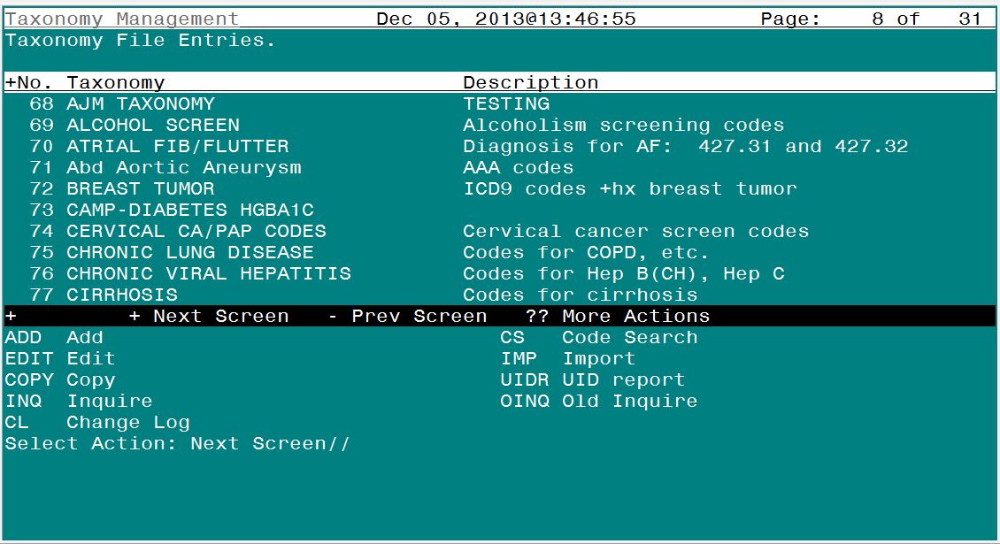 Taxonomy Management Dec 05, 2013@13:46:55 Page: 8 of 31
Taxonomy File Entries.
+No. Taxonomy Description
68 AJM TAXONOMY TESTING
69 ALCOHOL SCREEN Alcoholism screening codes
70 ATRIAL FIB/FLUTTER Diagnosis for AF: 427.31 and 427.32
71 Abd Aortic Aneurysm AAA codes
72 BREAST TUMOR ICD9 codes +hx breast tumor
73 CAMP-DIABETES HGBA1C
74 CERVICAL CA/PAP CODES Cervical cancer screen codes
75 CHRONIC LUNG DISEASE Codes for COPD, etc.
76 CHRONIC VIRAL HEPATITIS Codes for Hep B(CH), Hep C
77 CIRRHOSIS Codes for cirrhosis
+ + Next Screen - Prev Screen ?? More Actions
ADD Add CS Code Search
EDIT Edit IMP Import
COPY Copy UIDR UID report
INQ Inquire OINQ Old Inquire
CL Change Log
Select Action: Next Screen//